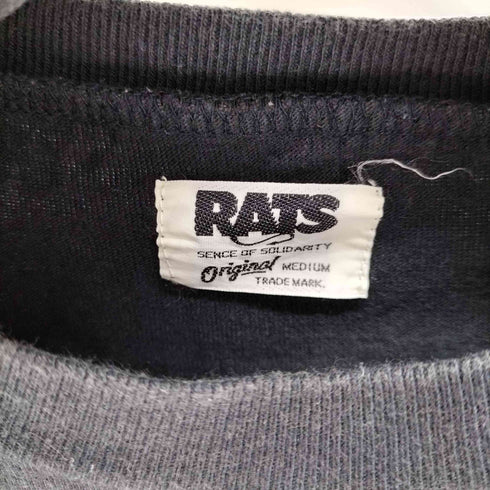 RATS
SENCE OF SOLIDARITY
Original MEDIUM
TRADE MARK.